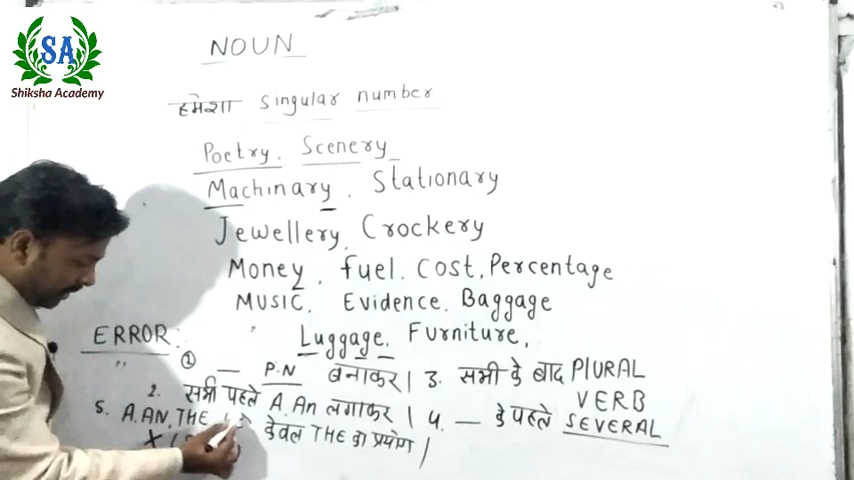 SA
Shiksha Academy
NOUN
हमेशा singular number
Poetry. Scenery
Machinary. Stationary
Jewellery. Crockery
Money. fuel. Cost. Percentage
MUSIC. Evidence. Baggage
Luggage. Furniture,
ERROR:
① __ P.N बनाकर| 3. सभी के बाद PlURAL VERB
2. सभी पहले A. An लगाकर | 4. __ के पहले SEVERAL
5. A. AN. THE
केवल THE का प्रयोग |